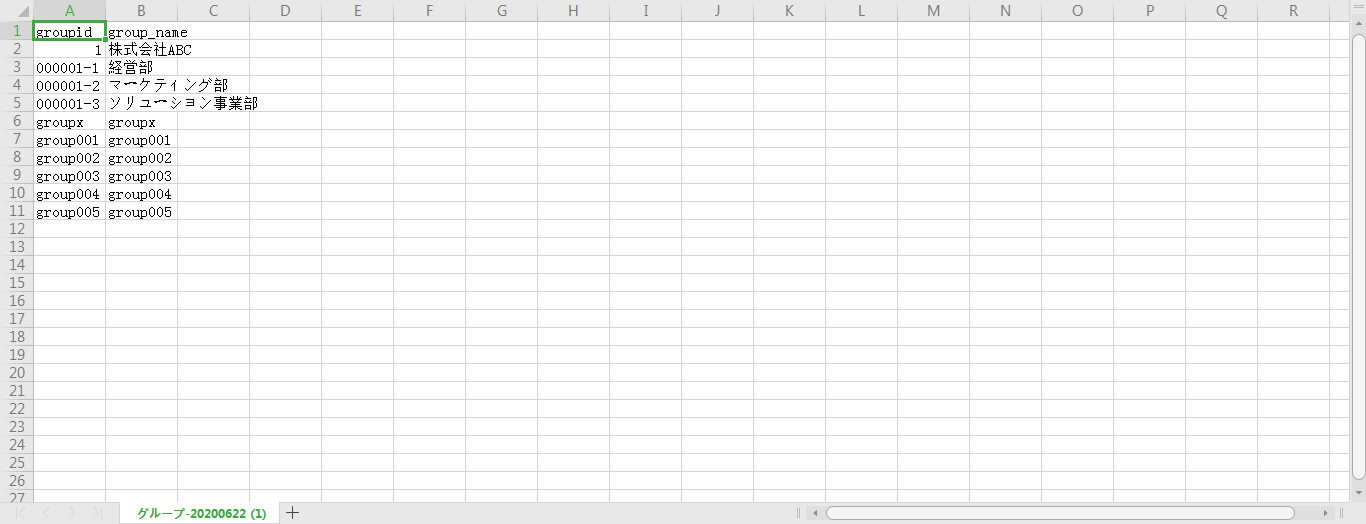 A B C D E F G H I J K L M N O P Q R
1 groupid group_name
2 1 株式会社ABC
3 000001-1 経営部
4 000001-2 マーケティング部
5 000001-3 ソリューション事業部
6 groupx groupx
7 group001 group001
8 group002 group002
9 group003 group003
10 group004 group004
11 group005 group005
12
13
14
15
16
17
18
19
20
21
22
23
24
25
26
27
グループ-20200622 (1)